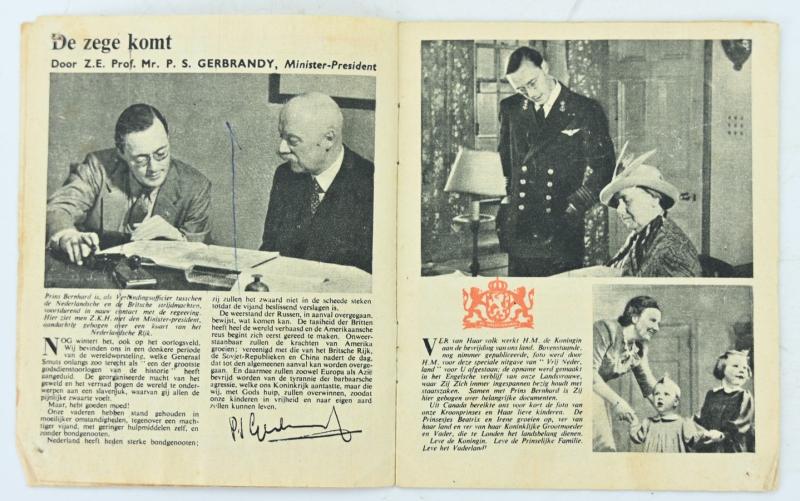 De zege komt
Door Z.E. Prof. Mr. P. S. GERBRANDY, Minister-President
Prins Bernhard is, als Verbindingsofficier tusschen
de Nederlandsche en de Britsche strijdmachten,
voortdurend in nauw contact met de regeering.
Hier ziet men Z.K.H. met den Minister-president,
aandachtig gebogen over een kaart van het
Nederlandsche Rijk.
NOG wintert het, ook op het oorlogsveld.
Wij bevinden ons in een donkere periode
van de wereldworsteling, welke Generaal
Smuts onlangs zoo terecht als " een der grootste
godsdienstoorlogen van de historie " heeft
aangeduid. De georganiseerde macht van
geweld en verraad pogen de wereld te onder-
werpen aan een slavenjuk, waarvan gij allen de
pijnlijke zwaarte voelt.
Maar, hebt goeden moed!
Onze vaderen hebben stand gehouden in
moeilijker omstandigheden, tegenover een mach-
tiger vijand, met geringer hulpmiddelen zelf, en
zonder bondgenooten.
Nederland heeft heden sterke bondgenooten;
zij zullen het zwaard niet in de scheede steken
totdat de vijand beslissend verslagen is.
De weerstand der Russen, in aanval overgegaan,
bewijst, wat komen kan. De taaiheid der Britten
heeft heel de wereld verbaasd en de Amerikaansche
reus begint zich eerst gereed te maken. Onweer-
staanbaar zullen de krachten van Amerika
groeien; vereenigd met die van het Britsche Rijk,
de Sovjet-Republieken en China nadert de dag,
dat tot den algemeenen aanval kan worden overge-
gaan. En daarmee zullen zoowel Europa als Azië
bevrijd worden van de tyrannie der barbaarsche
agressie, welke ons Koninkrijk aantastte, maar die
wij, met Gods hulp, zullen overwinnen, zoodat
onze kinderen in vrijheid en naar eigen aard
zullen kunnen leven.
P.S. Gerbrandy
VER van Haar volk werkt H.M. de Koningin
aan de bevrijding van ons land. Bovenstaande,
nog nimmer gepubliceerde, foto werd door
H.M. voor deze speciale uitgave van " Vrij Neder-
land " U afgestaan; de opname werd gemaakt
in het Engelsche verblijf van onze Landsvrouwe,
waar Zij Zich immer ingespannen bezig houdt met
staatszaken. Samen met Prins Bernhard is Zij
hier gebogen over belangrijke documenten.
Uit Canada bereikte ons voor kort de foto van
onze Kroonprinses en Haar lieve kinderen. De
Prinsesjes Beatrix en Irene groeien op, ver van
haar land en ver van haar Koninklijke Grootmoeder
en Vader, die te Londen het landsbelang dienen.
Leve de Koningin. Leve de Prinselijke Familie.
Leve het Vaderland!